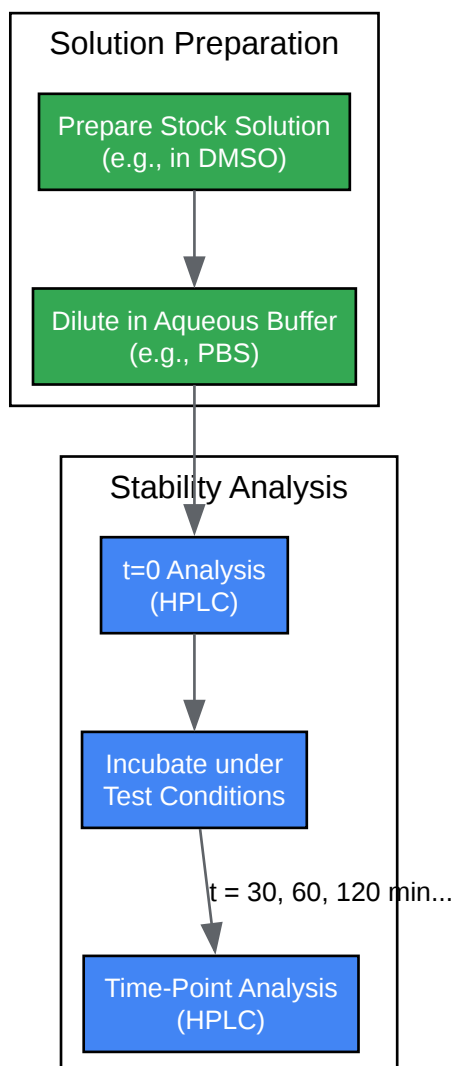 Solution Preparation
Prepare Stock Solution
(e.g., in DMSO)
Dilute in Aqueous Buffer
(e.g., PBS)
Stability Analysis
t=0 Analysis
(HPLC)
Incubate under
Test Conditions
t = 30, 60, 120 min...
Time-Point Analysis
(HPLC)